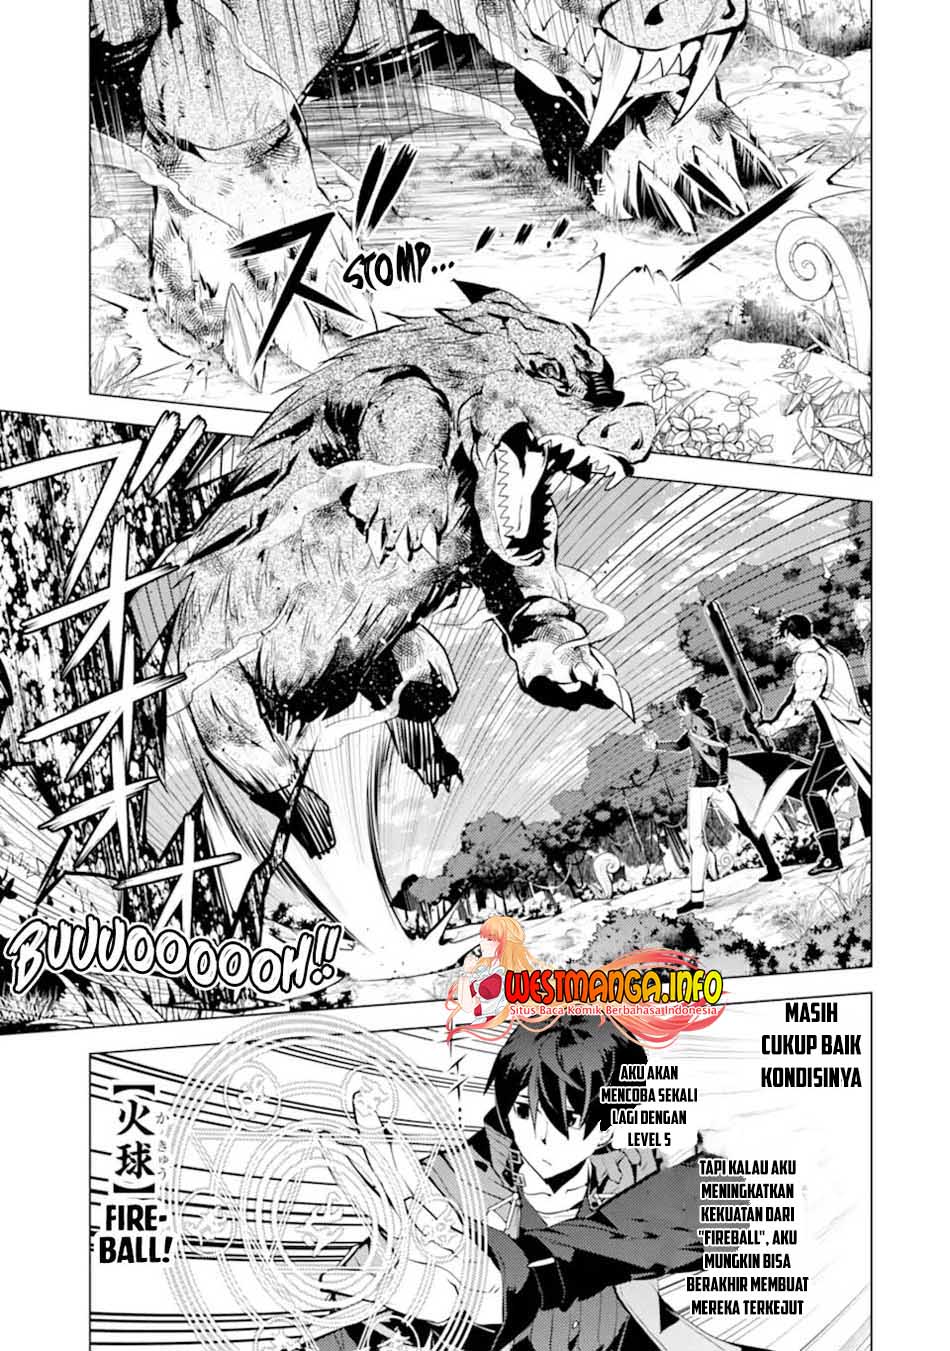 ズ
STOMP...
ブオオオオ
BUUUOOOOOOH!!
WESTMANGA.INFO
Situs Baca Komik Berbahasa Indonesia
MASIH
CUKUP BAIK
KONDISINYA
AKU AKAN
MENCOBA SEKALI
LAGI DENGAN
LEVEL 5
TAPI KALAU AKU
MENINGKATKAN
KEKUATAN DARI
"FIREBALL", AKU
MUNGKIN BISA
BERAKHIR MEMBUAT
MEREKA TERKEJUT
【火球】
かきゅう
FIRE-
BALL!